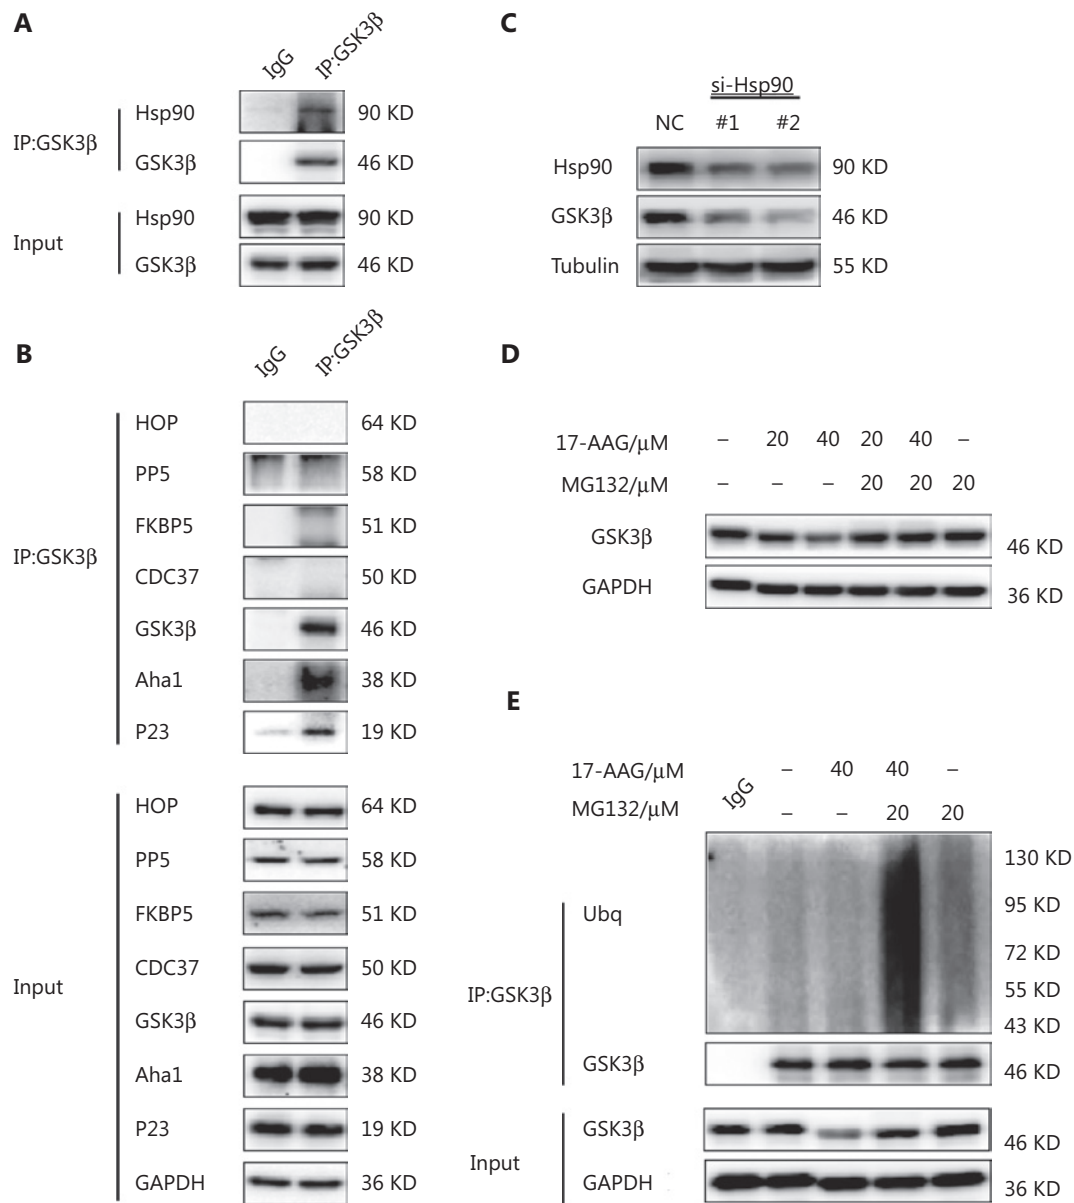 A
IgG IP:GSK3β
IP:GSK3β
Hsp90 90 KD
GSK3β 46 KD
Input
Hsp90 90 KD
GSK3β 46 KD
B
IgG IP:GSK3β
IP:GSK3β
HOP 64 KD
PP5 58 KD
FKBP5 51 KD
CDC37 50 KD
GSK3β 46 KD
Aha1 38 KD
P23 19 KD
Input
HOP 64 KD
PP5 58 KD
FKBP5 51 KD
CDC37 50 KD
GSK3β 46 KD
Aha1 38 KD
P23 19 KD
GAPDH 36 KD
C
si-Hsp90
NC #1 #2
Hsp90 90 KD
GSK3β 46 KD
Tubulin 55 KD
D
17-AAG/μM – 20 40 20 40 –
MG132/μM – – – 20 20 20
GSK3β 46 KD
GAPDH 36 KD
E
17-AAG/μM – 40 40 –
IgG
MG132/μM – – 20 20
IP:GSK3β
Ubq
130 KD
95 KD
72 KD
55 KD
43 KD
GSK3β 46 KD
Input
GSK3β 46 KD
GAPDH 36 KD